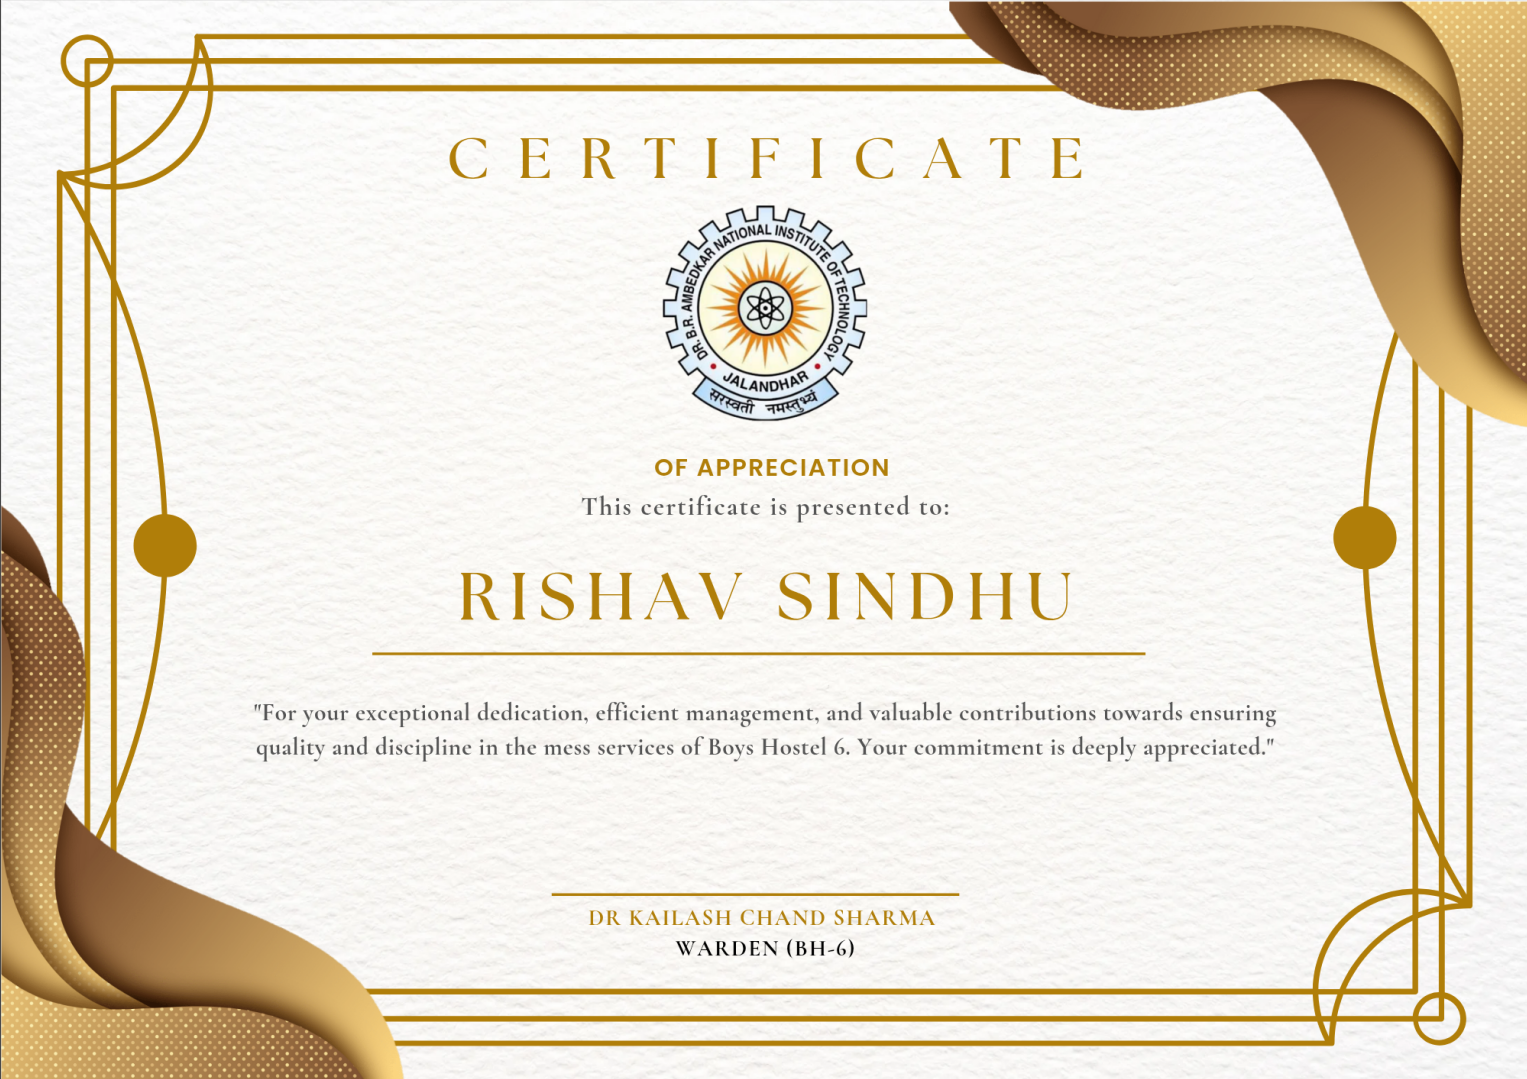 CERTIFICATE
DR. B.R. AMBEDKAR NATIONAL INSTITUTE OF TECHNOLOGY
JALANDHAR
सरस्वती नमस्तुभ्यं
OF APPRECIATION
This certificate is presented to:
RISHAV SINDHU
"For your exceptional dedication, efficient management, and valuable contributions towards ensuring
quality and discipline in the mess services of Boys Hostel 6. Your commitment is deeply appreciated."
DR KAILASH CHAND SHARMA
WARDEN (BH-6)